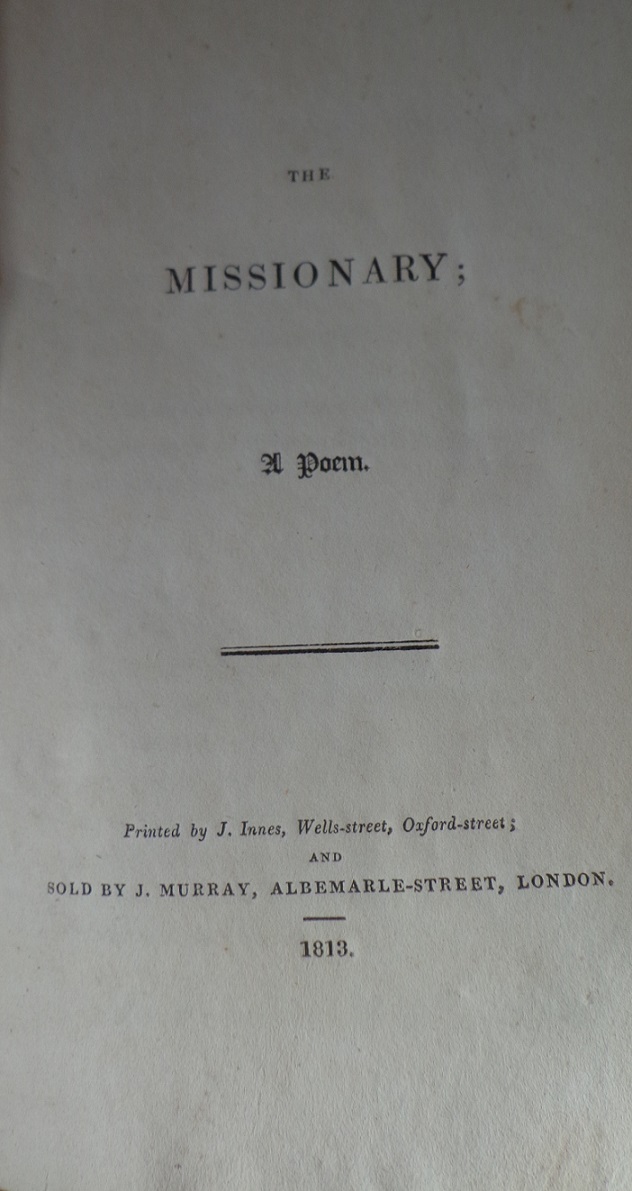 THE
MISSIONARY;
A Poem.
Printed by J. Innes, Wells-street, Oxford-street;
AND
SOLD BY J. MURRAY, ALBEMARLE-STREET, LONDON.
1813.